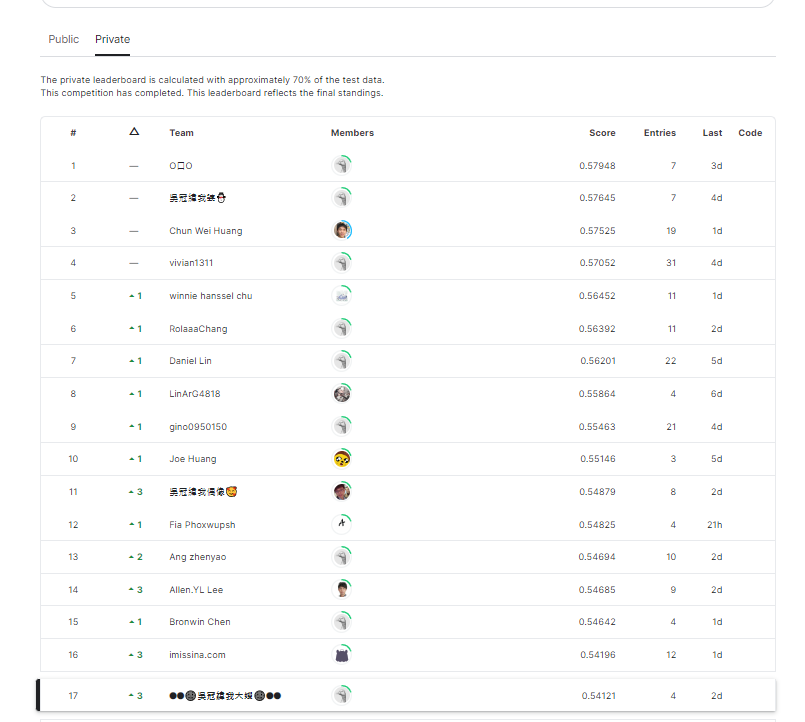 Public Private
The private leaderboard is calculated with approximately 70% of the test data.
This competition has completed. This leaderboard reflects the final standings.
# △ Team Members Score Entries Last Code
1 — O□O 0.57948 7 3d
2 — 吳冠緯我婆⛄ 0.57645 7 4d
3 — Chun Wei Huang 0.57525 19 1d
4 — vivian1311 0.57052 31 4d
5 ▲ 1 winnie hanssel chu 0.56452 11 1d
6 ▲ 1 RolaaaChang 0.56392 11 2d
7 ▲ 1 Daniel Lin 0.56201 22 5d
8 ▲ 1 LinArG4818 0.55864 4 6d
9 ▲ 1 gino0950150 0.55463 21 4d
10 ▲ 1 Joe Huang 0.55146 3 5d
11 ▲ 3 吳冠緯我偶像🥰 0.54879 8 2d
12 ▲ 1 Fia Phoxwupsh 0.54825 4 21h
13 ▲ 2 Ang zhenyao 0.54694 10 2d
14 ▲ 3 Allen.YL Lee 0.54685 9 2d
15 ▲ 1 Bronwin Chen 0.54642 4 1d
16 ▲ 3 imissina.com 0.54196 12 1d
17 ▲ 3 吳冠緯我大嫂 0.54121 4 2d